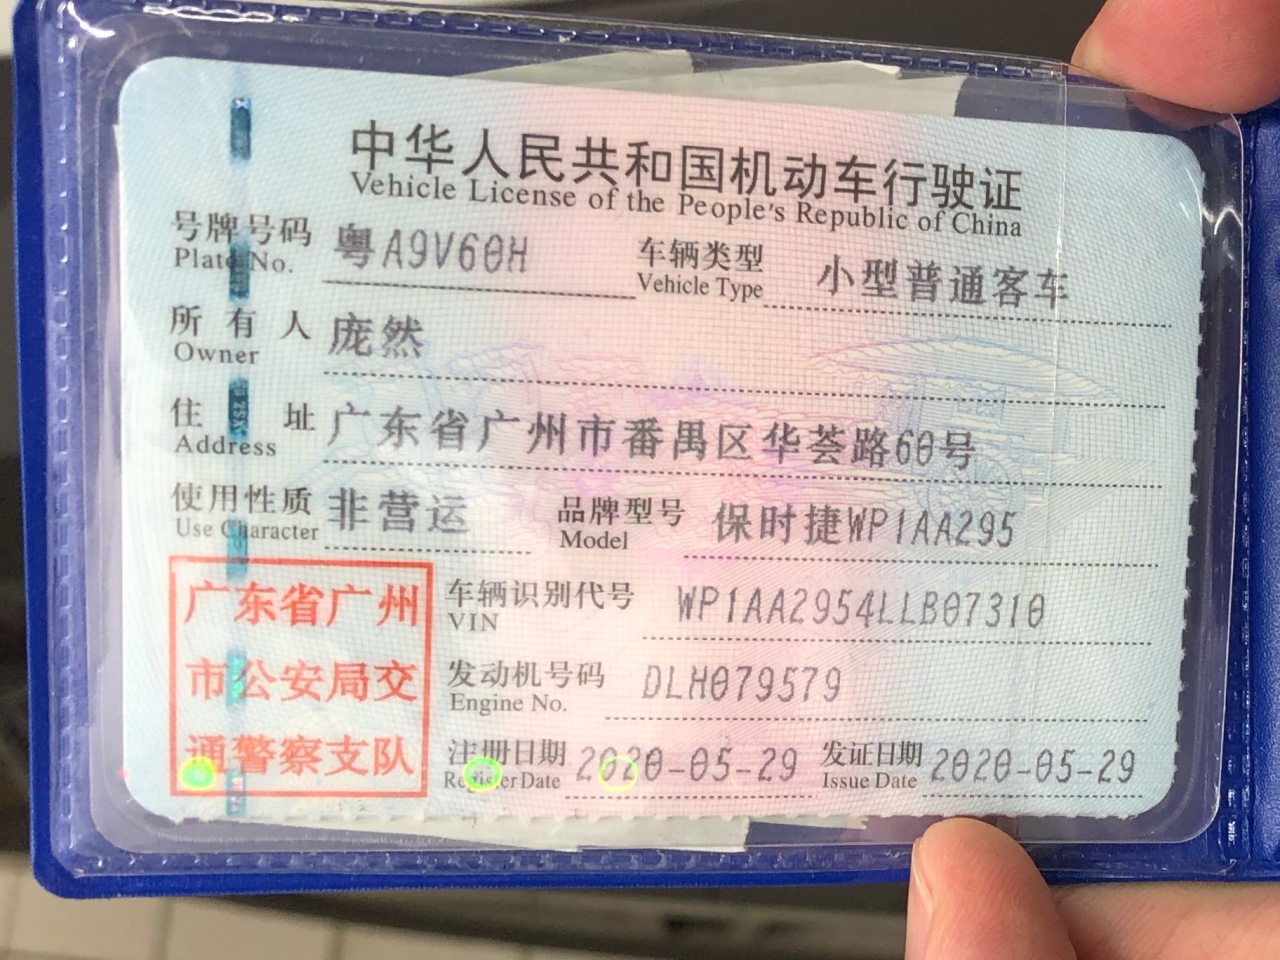 中华人民共和国机动车行驶证
Vehicle License of the People's Republic of China
号牌号码 粤A9V60H 车辆类型 小型普通客车
Plate No. Vehicle Type
所有人 庞然
Owner
住址 广东省广州市番禺区华荟路60号
Address
使用性质 非营运 品牌型号 保时捷WP1AA295
Use Character Model
广东省广州
市公安局交
通警察支队
车辆识别代号 WP1AA2954LLB07310
VIN
发动机号码 DLH079579
Engine No.
注册日期 2020-05-29 发证日期 2020-05-29
Register Date Issue Date